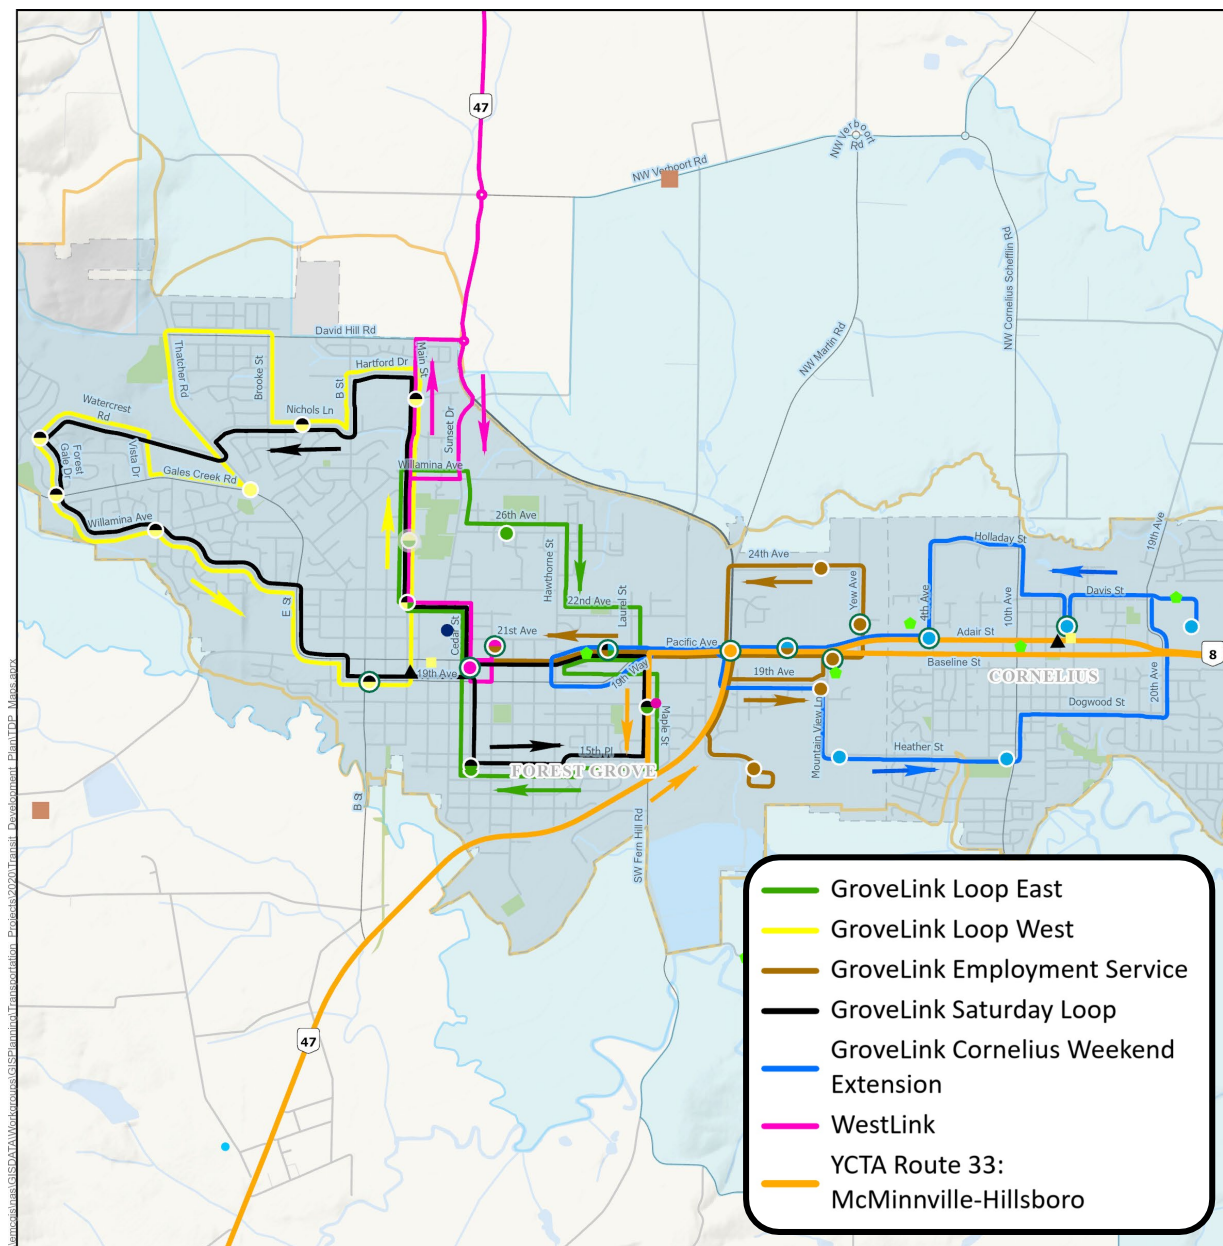 47
NW Verboort
Rd
NW Verboort Rd
NW Cornelius Schefflin Rd
NW Martin Rd
David Hill Rd
Main St
Thatcher Rd
Brooke St
B St
Hartford Dr
Nichols Ln
Watercrest
Rd
Sunset Dr
Forest
Gale Dr
Vista Dr
Gales Creek Rd
Willamina Ave
Willamina Ave
26th Ave
Hawthorne St
24th Ave
Holladay St
19th Ave
Davis St
E St
22nd Ave
Laurel St
Yew Ave
4th Ave
10th Ave
Cedar St
21st Ave
Pacific Ave
Adair St
Baseline St
8
19th Ave
19th Way
19th Ave
CORNELIUS
20th Ave
Dogwood St
Maple St
Mountain View Ln
Heather St
15th Pl
FOREST GROVE
B St
SW Fern Hill Rd
47
GroveLink Loop East
GroveLink Loop West
GroveLink Employment Service
GroveLink Saturday Loop
GroveLink Cornelius Weekend
Extension
WestLink
YCTA Route 33:
McMinnville-Hillsboro